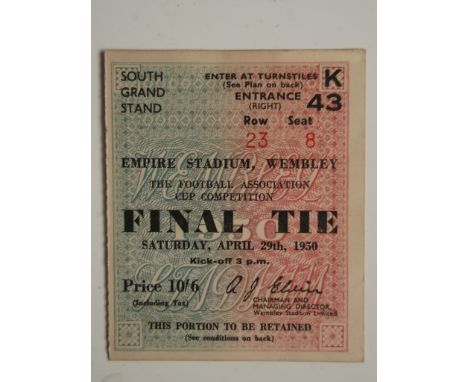 SOUTH GRAND STAND
ENTER AT TURNSTILES K
(See Plan on back)
ENTRANCE 43
(RIGHT)
Row Seat
23 8
EMPIRE STADIUM, WEMBLEY
THE FOOTBALL ASSOCIATION
CUP COMPETITION
FINAL TIE
1950
SATURDAY, APRIL 29th, 1950
Kick-off 3 p.m.
Price 10/6
(Including Tax)
A J Elvin
CHAIRMAN AND
MANAGING DIRECTOR,
Wembley Stadium Limited
THIS PORTION TO BE RETAINED
(See conditions on back)